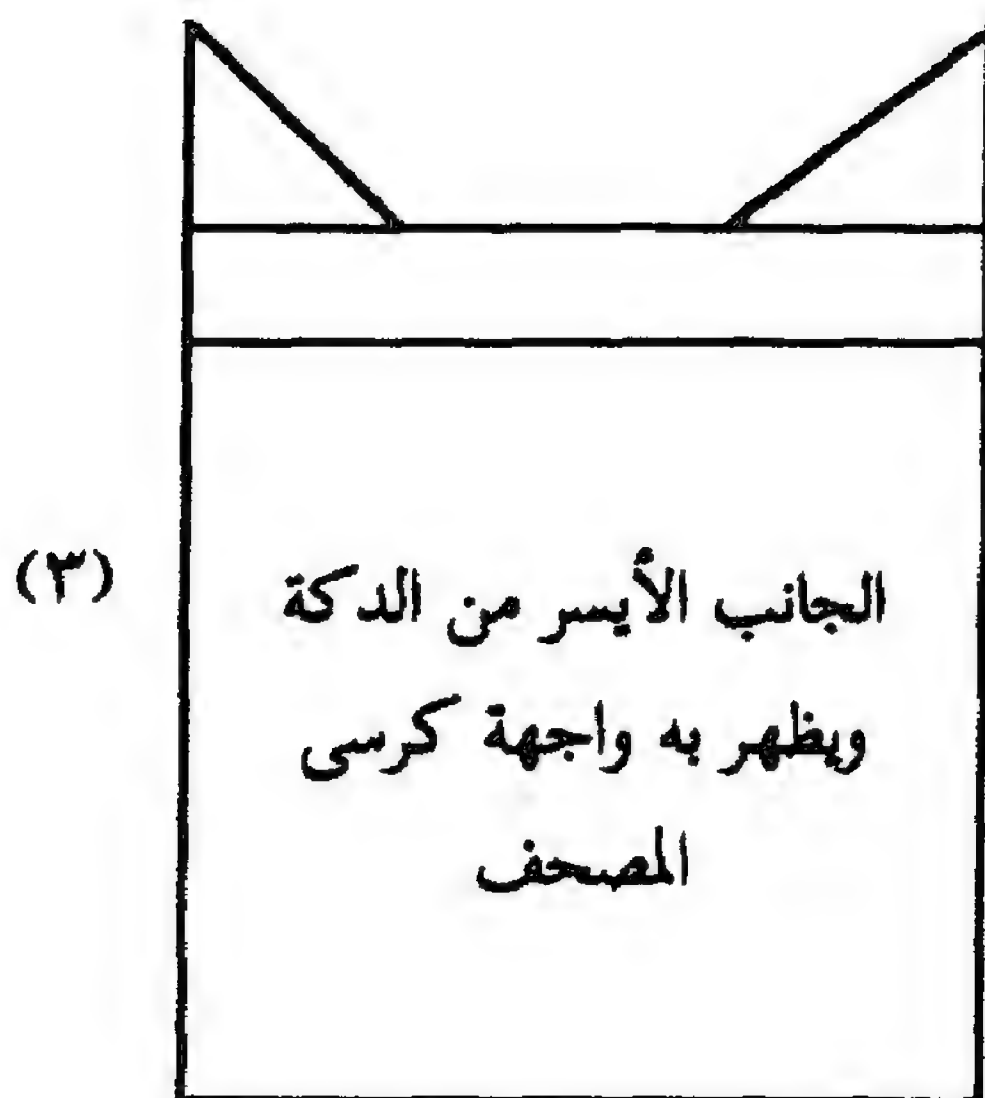 (٣)
الجانب الأيسر من الدكة
ويظهر به واجهة كرسى
المصحف